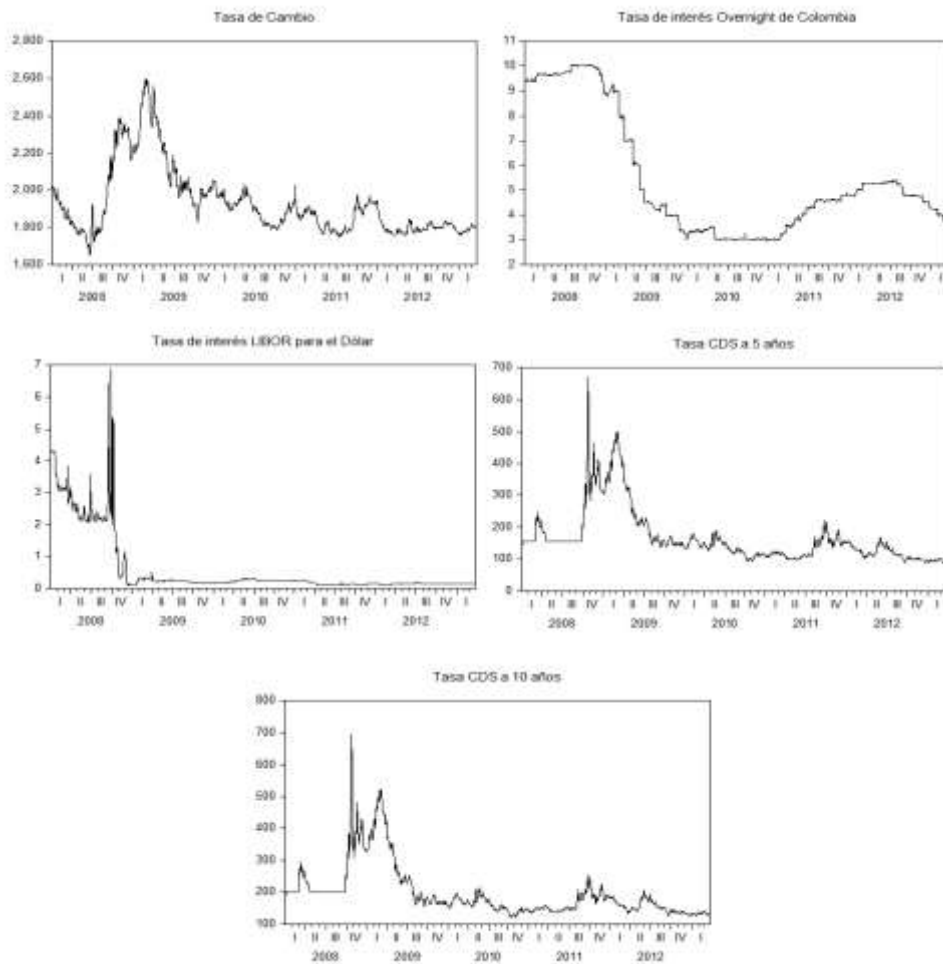 Tasa de Cambio
2,800
2,600
2,400
2,200
2,000
1,800
1,600
I II III IV I II III IV I II III IV I II III IV I II III IV I
2008 2009 2010 2011 2012
Tasa de interés Overnight de Colombia
11
10
9
8
7
6
5
4
3
2
I II III IV I II III IV I II III IV I II III IV I II III IV I
2008 2009 2010 2011 2012
Tasa de interés LIBOR para el Dólar
7
6
5
4
3
2
1
0
I II III IV I II III IV I II III IV I II III IV I II III IV I
2008 2009 2010 2011 2012
Tasa CDS a 5 años
700
600
500
400
300
200
100
0
I II III IV I II III IV I II III IV I II III IV I II III IV I
2008 2009 2010 2011 2012
Tasa CDS a 10 años
800
700
600
500
400
300
200
100
I II III IV I II III IV I II III IV I II III IV I II III IV I
2008 2009 2010 2011 2012